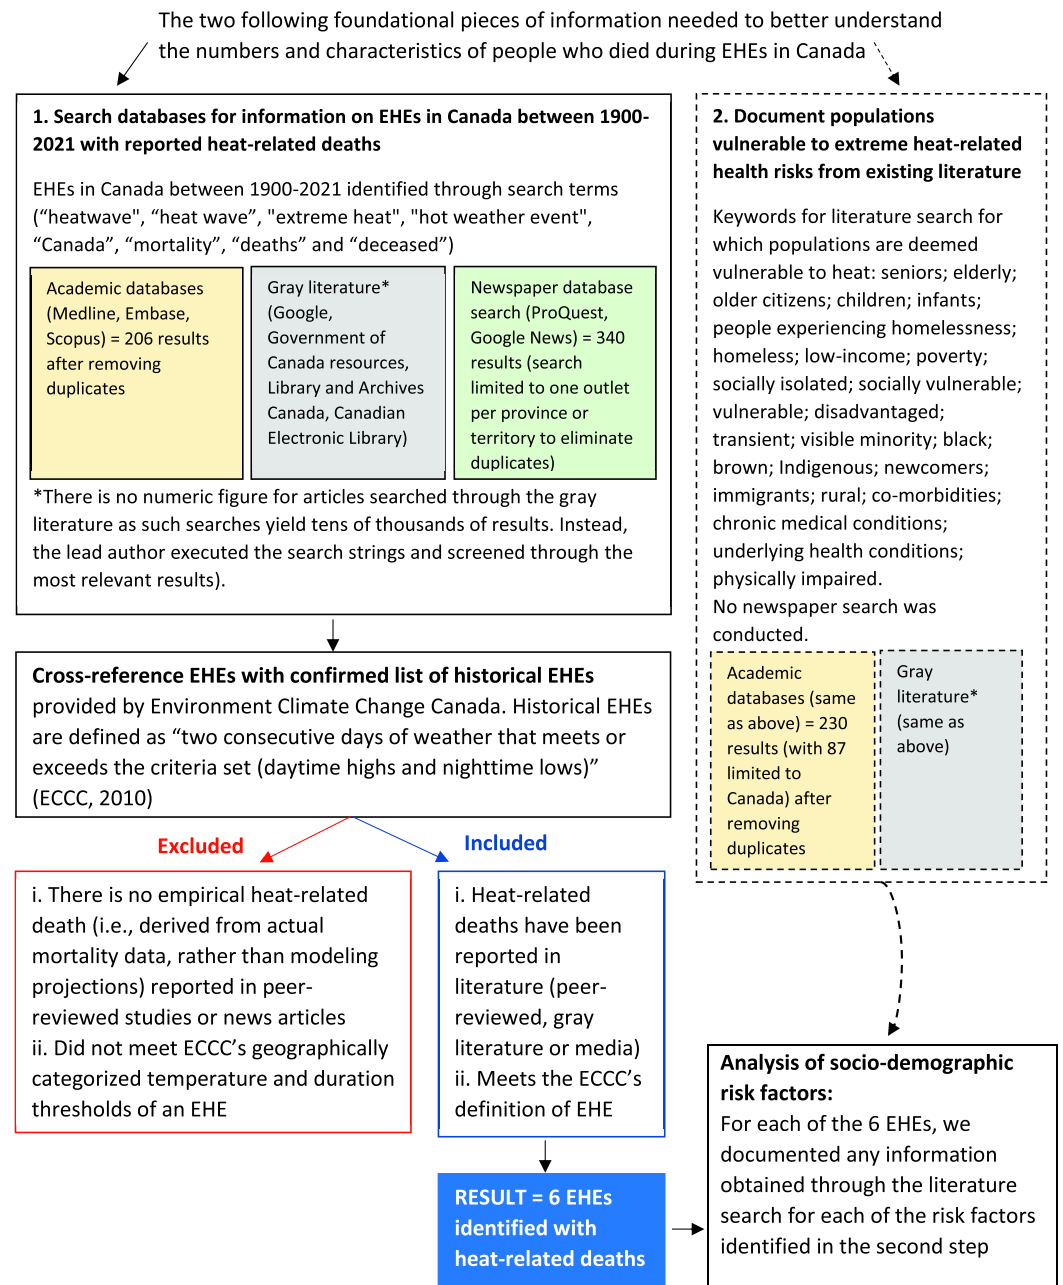 The two following foundational pieces of information needed to better understand
the numbers and characteristics of people who died during EHEs in Canada
1. Search databases for information on EHEs in Canada between 1900-
2021 with reported heat-related deaths
EHEs in Canada between 1900-2021 identified through search terms
(“heatwave", “heat wave”, "extreme heat", "hot weather event",
“Canada”, “mortality”, “deaths” and “deceased”)
Academic databases
(Medline, Embase,
Scopus) = 206 results
after removing
duplicates
Gray literature*
(Google,
Government of
Canada resources,
Library and Archives
Canada, Canadian
Electronic Library)
Newspaper database
search (ProQuest,
Google News) = 340
results (search
limited to one outlet
per province or
territory to eliminate
duplicates)
*There is no numeric figure for articles searched through the gray
literature as such searches yield tens of thousands of results. Instead,
the lead author executed the search strings and screened through the
most relevant results).
2. Document populations
vulnerable to extreme heat-related
health risks from existing literature
Keywords for literature search for
which populations are deemed
vulnerable to heat: seniors; elderly;
older citizens; children; infants;
people experiencing homelessness;
homeless; low-income; poverty;
socially isolated; socially vulnerable;
vulnerable; disadvantaged;
transient; visible minority; black;
brown; Indigenous; newcomers;
immigrants; rural; co-morbidities;
chronic medical conditions;
underlying health conditions;
physically impaired.
No newspaper search was
conducted.
Academic
databases (same
as above) = 230
results (with 87
limited to
Canada) after
removing
duplicates
Gray
literature*
(same as
above)
Cross-reference EHEs with confirmed list of historical EHEs
provided by Environment Climate Change Canada. Historical EHEs
are defined as “two consecutive days of weather that meets or
exceeds the criteria set (daytime highs and nighttime lows)”
(ECCC, 2010)
Excluded
Included
i. There is no empirical heat-related
death (i.e., derived from actual
mortality data, rather than modeling
projections) reported in peer-
reviewed studies or news articles
ii. Did not meet ECCC’s geographically
categorized temperature and duration
thresholds of an EHE
i. Heat-related
deaths have been
reported in
literature (peer-
reviewed, gray
literature or media)
ii. Meets the ECCC’s
definition of EHE
RESULT = 6 EHEs
identified with
heat-related deaths
Analysis of socio-demographic
risk factors:
For each of the 6 EHEs, we
documented any information
obtained through the literature
search for each of the risk factors
identified in the second step